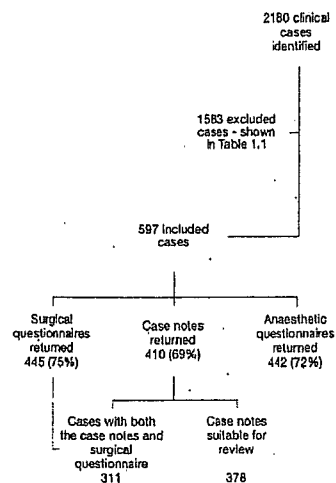 2180 clinical
cases
identified
1583 excluded
cases - shown
in Table 1.1
597 included
cases
Surgical
questionnaires
returned
445 (75%)
Case notes
returned
410 (69%)
Anaesthetic
questionnaires
returned
442 (72%)
Cases with both
the case notes and
surgical
questionnaire
311
Case notes
suitable for
review
378